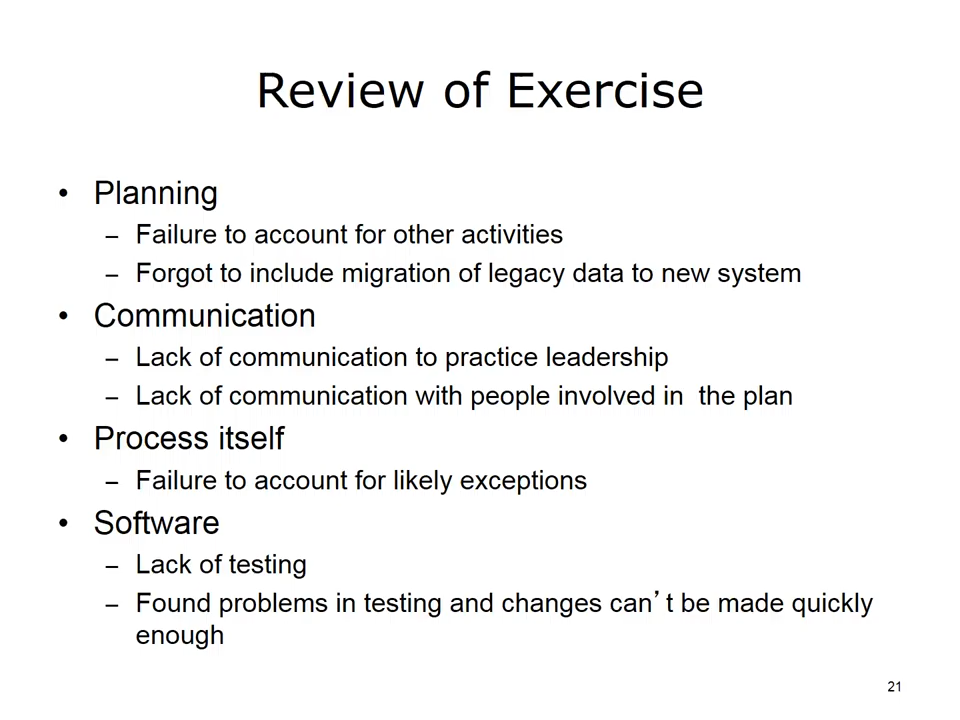 Review of Exercise
• Planning
– Failure to account for other activities
– Forgot to include migration of legacy data to new system
• Communication
– Lack of communication to practice leadership
– Lack of communication with people involved in  the plan
• Process itself
– Failure to account for likely exceptions
• Software
– Lack of testing
– Found problems in testing and changes can’t be made quickly
enough
21